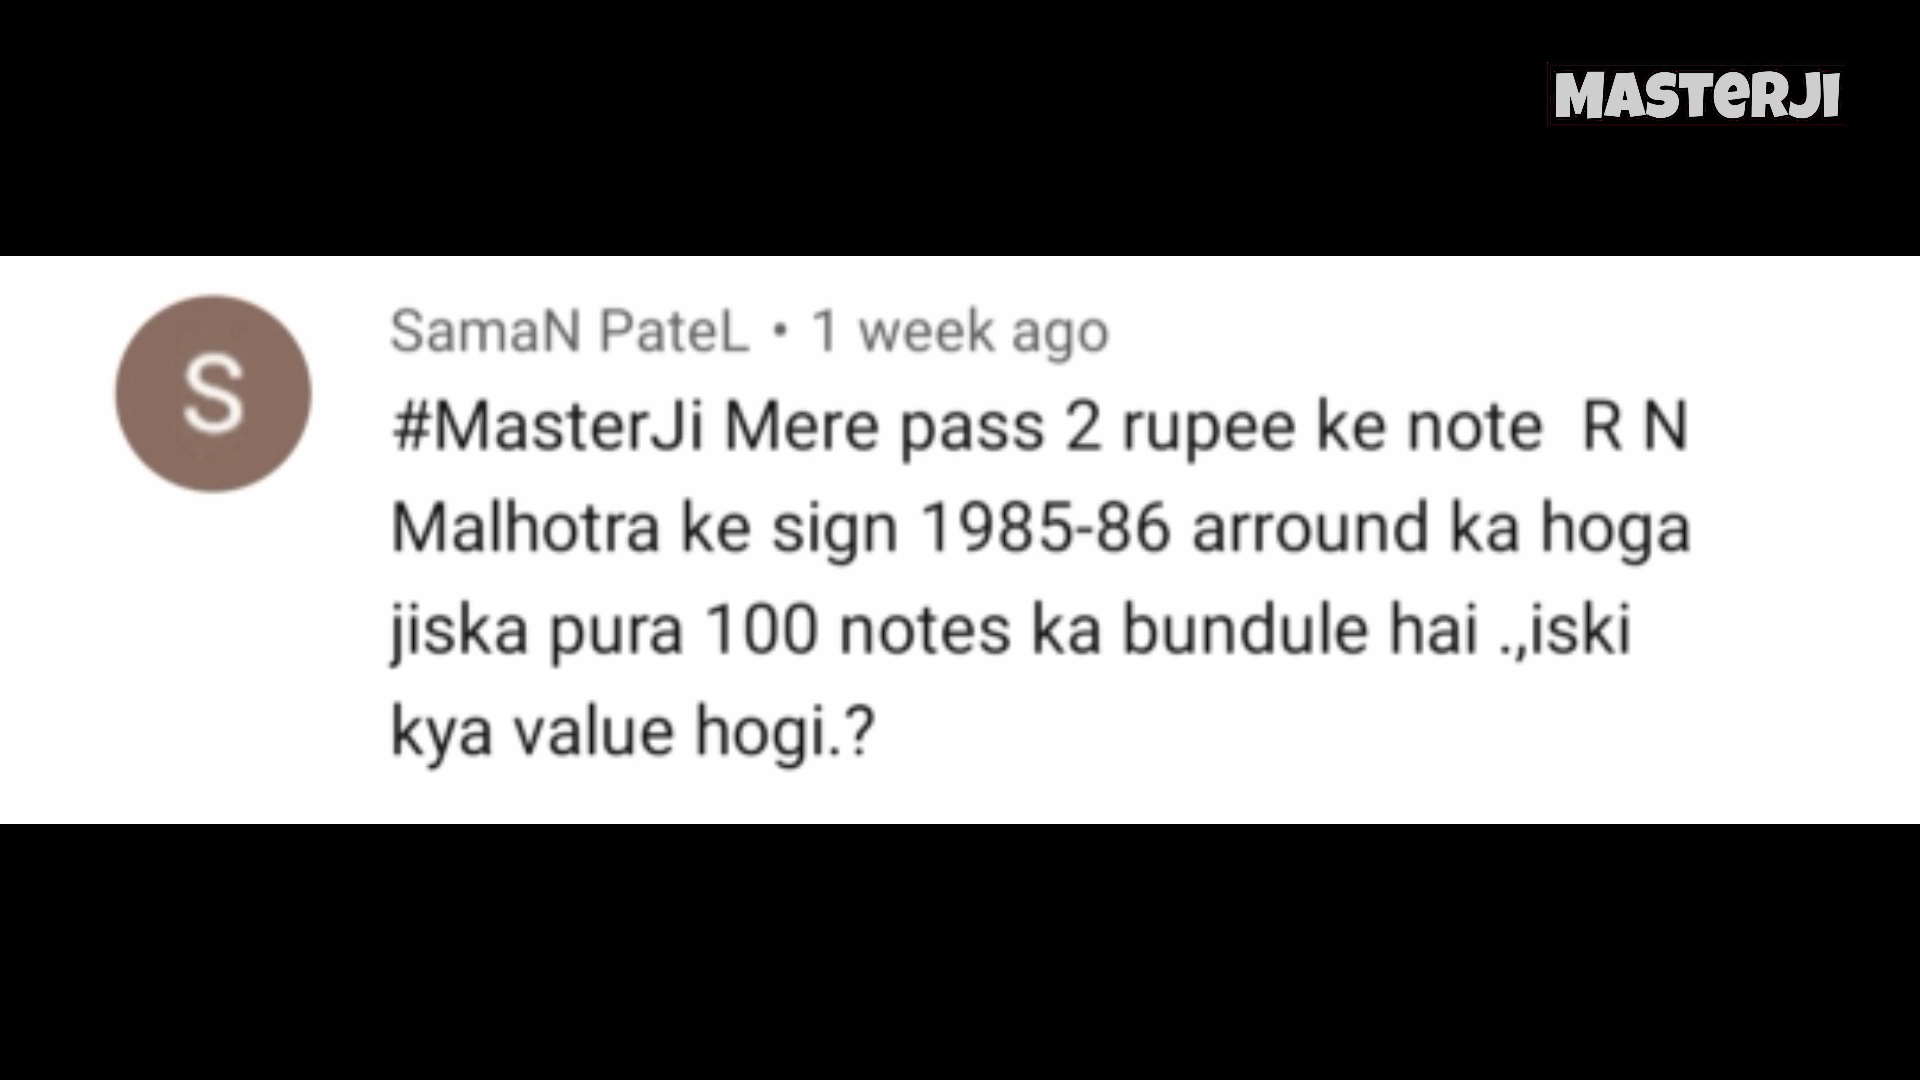 MASTeRJI
SamaN PateL • 1 week ago
#MasterJi Mere pass 2 rupee ke note  R N
Malhotra ke sign 1985-86 arround ka hoga
jiska pura 100 notes ka bundule hai .,iski
kya value hogi.?